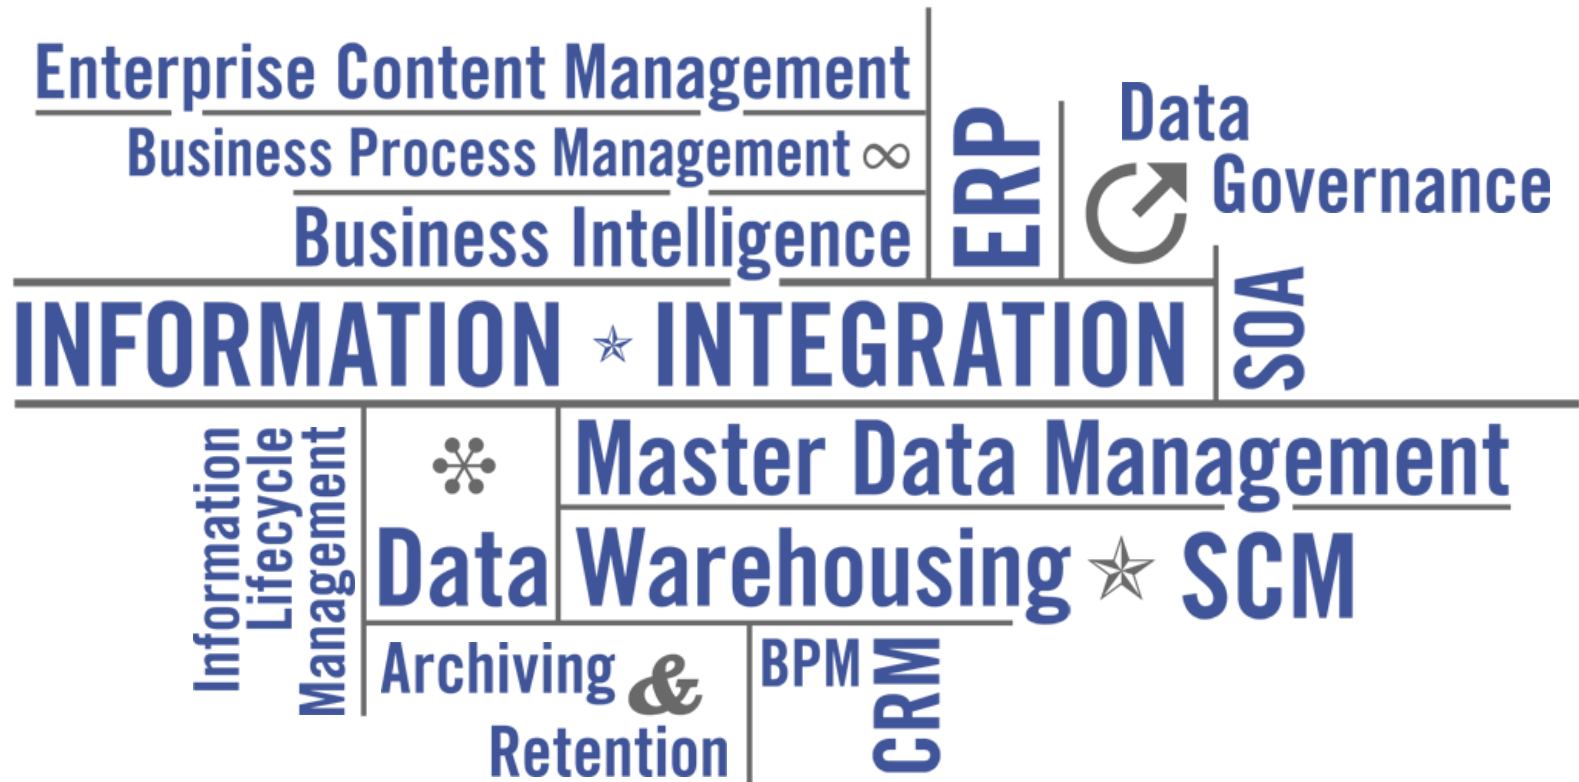 Enterprise Content Management
Business Process Management ∞
Business Intelligence
ERP
Data
Governance
INFORMATION INTEGRATION
SOA
Information
Lifecycle
Management
Master Data Management
Data Warehousing SCM
Archiving &
Retention
BPM
CRM